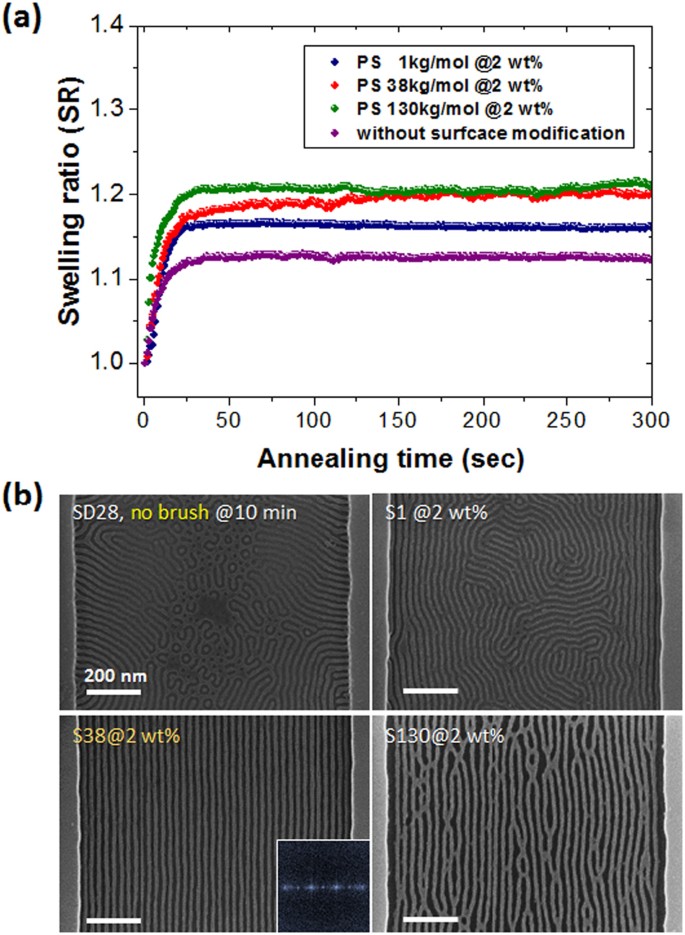 (a)
1.4
1.3
1.2
1.1
1.0
Swelling ratio (SR)
PS 1kg/mol @2 wt%
PS 38kg/mol @2 wt%
PS 130kg/mol @2 wt%
without surfcace modification
0 50 100 150 200 250 300
Annealing time (sec)
(b)
SD28, no brush @10 min
200 nm
S1 @2 wt%
S38@2 wt%
S130@2 wt%